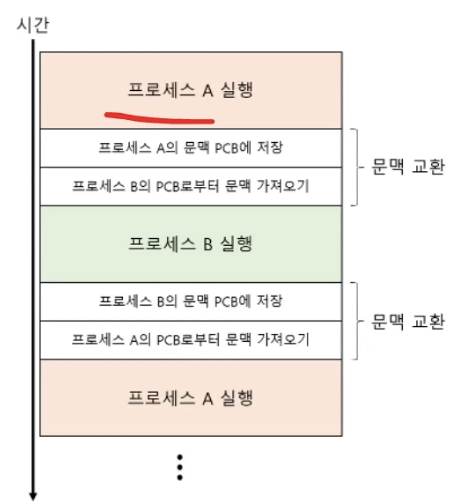 시간
프로세스 A 실행
프로세스 A의 문맥 PCB에 저장
프로세스 B의 PCB로부터 문맥 가져오기
문맥 교환
프로세스 B 실행
프로세스 B의 문맥 PCB에 저장
프로세스 A의 PCB로부터 문맥 가져오기
문맥 교환
프로세스 A 실행